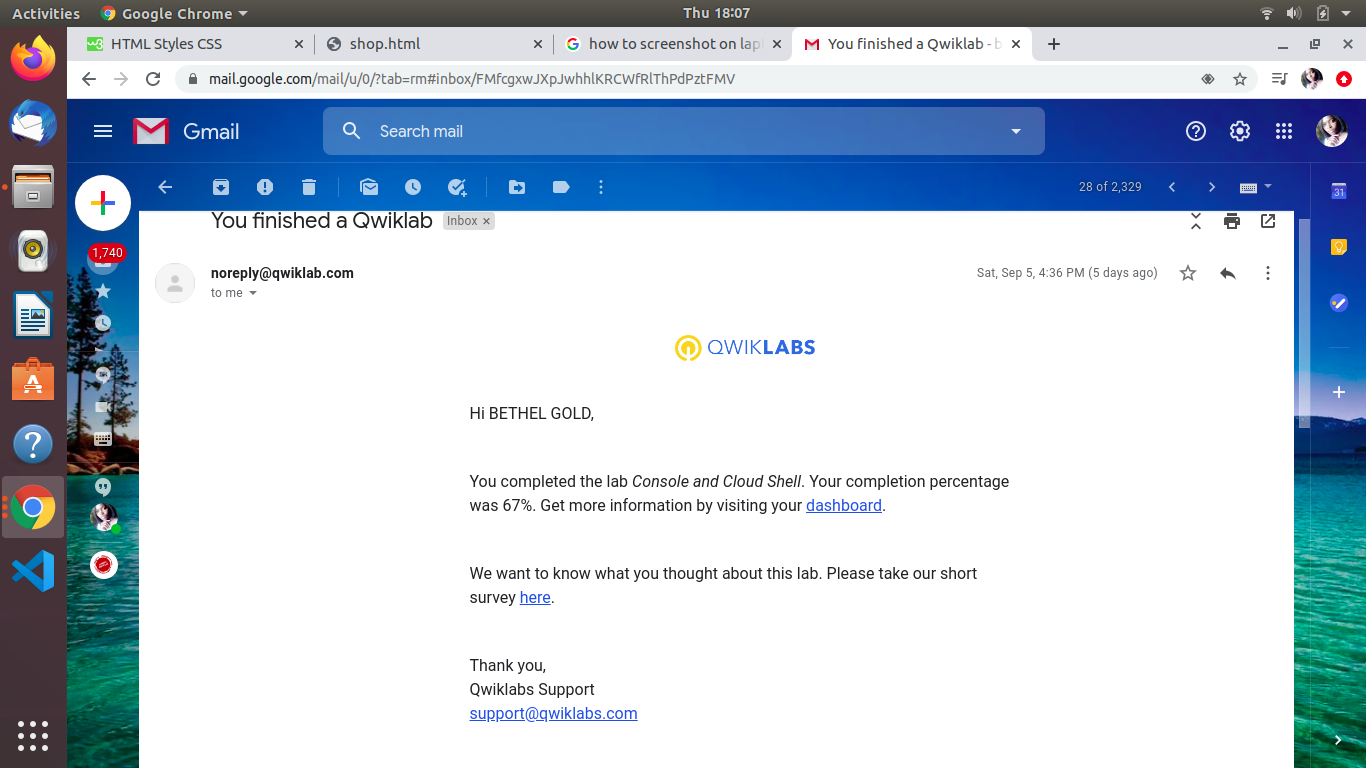 Activities
Google Chrome
Thu 18:07
HTML Styles CSS
shop.html
how to screenshot on lap
You finished a Qwiklab - b
mail.google.com/mail/u/0/?tab=rm#inbox/FMfcgxwJXpJwhhlKRCWfRlThPdPztFMV
Gmail
Search mail
28 of 2,329
31
You finished a Qwiklab
Inbox
1,740
noreply@qwiklab.com
Sat, Sep 5, 4:36 PM (5 days ago)
to me
QWIKLABS
Hi BETHEL GOLD,
You completed the lab Console and Cloud Shell. Your completion percentage
was 67%. Get more information by visiting your dashboard.
We want to know what you thought about this lab. Please take our short
survey here.
Thank you,
Qwiklabs Support
support@qwiklabs.com